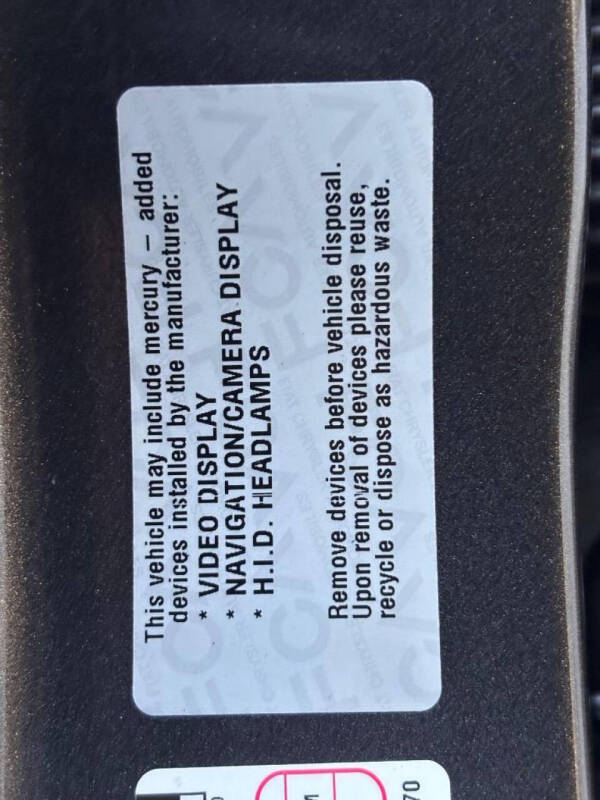 This vehicle may include mercury – added
devices installed by the manufacturer:
* VIDEO DISPLAY
* NAVIGATION/CAMERA DISPLAY
* H.I.D. HEADLAMPS
Remove devices before vehicle disposal.
Upon removal of devices please reuse,
recycle or dispose as hazardous waste.
70